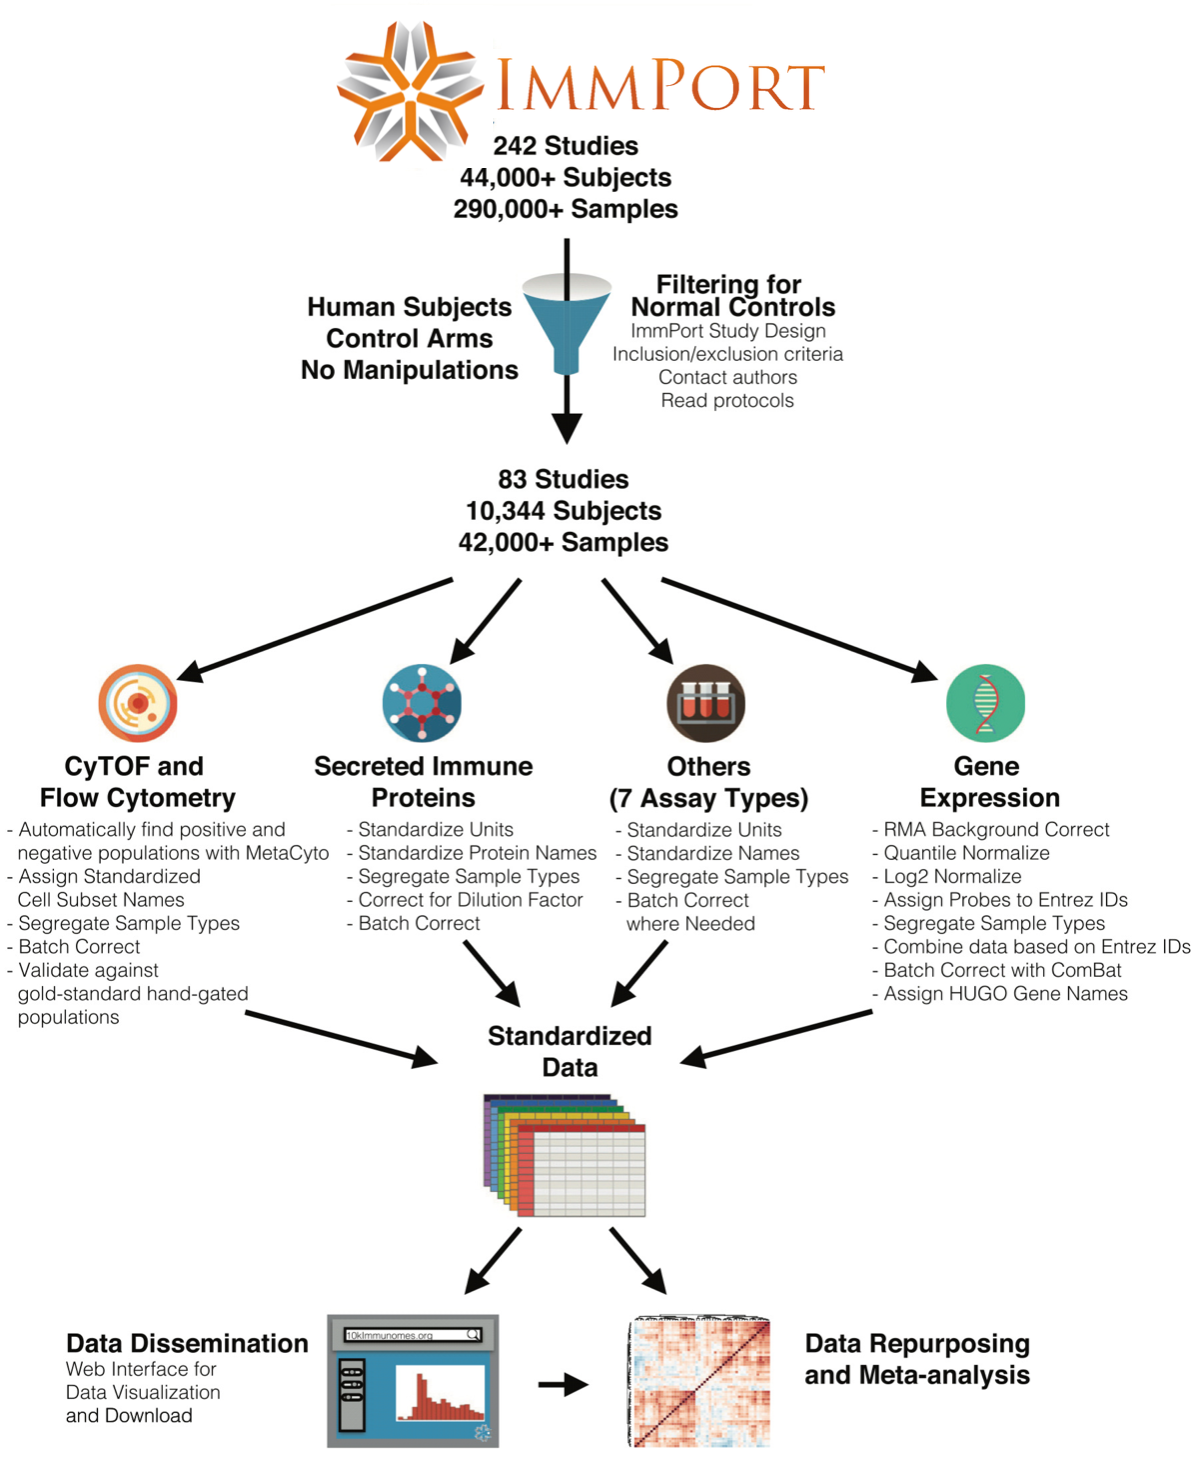 IMMPORT
242 Studies
44,000+ Subjects
290,000+ Samples
Human Subjects
Control Arms
No Manipulations
Filtering for
Normal Controls
ImmPort Study Design
Inclusion/exclusion criteria
Contact authors
Read protocols
83 Studies
10,344 Subjects
42,000+ Samples
CyTOF and
Flow Cytometry
- Automatically find positive and
negative populations with MetaCyto
- Assign Standardized
Cell Subset Names
- Segregate Sample Types
- Batch Correct
- Validate against
gold-standard hand-gated
populations
Secreted Immune
Proteins
- Standardize Units
- Standardize Protein Names
- Segregate Sample Types
- Correct for Dilution Factor
- Batch Correct
Others
(7 Assay Types)
- Standardize Units
- Standardize Names
- Segregate Sample Types
- Batch Correct
where Needed
Gene
Expression
- RMA Background Correct
- Quantile Normalize
- Log2 Normalize
- Assign Probes to Entrez IDs
- Segregate Sample Types
- Combine data based on Entrez IDs
- Batch Correct with ComBat
- Assign HUGO Gene Names
Standardized
Data
Data Dissemination
Web Interface for
Data Visualization
and Download
10kImmunomes.org
Data Repurposing
and Meta-analysis